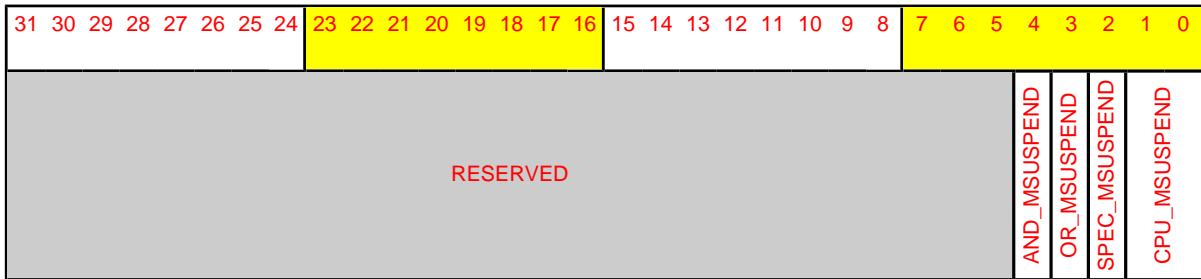 31 30 29 28 27 26 25 24 23 22 21 20 19 18 17 16 15 14 13 12 11 10 9 8 7 6 5 4 3 2 1 0
RESERVED
AND_MSUSPEND
OR_MSUSPEND
SPEC_MSUSPEND
CPU_MSUSPEND